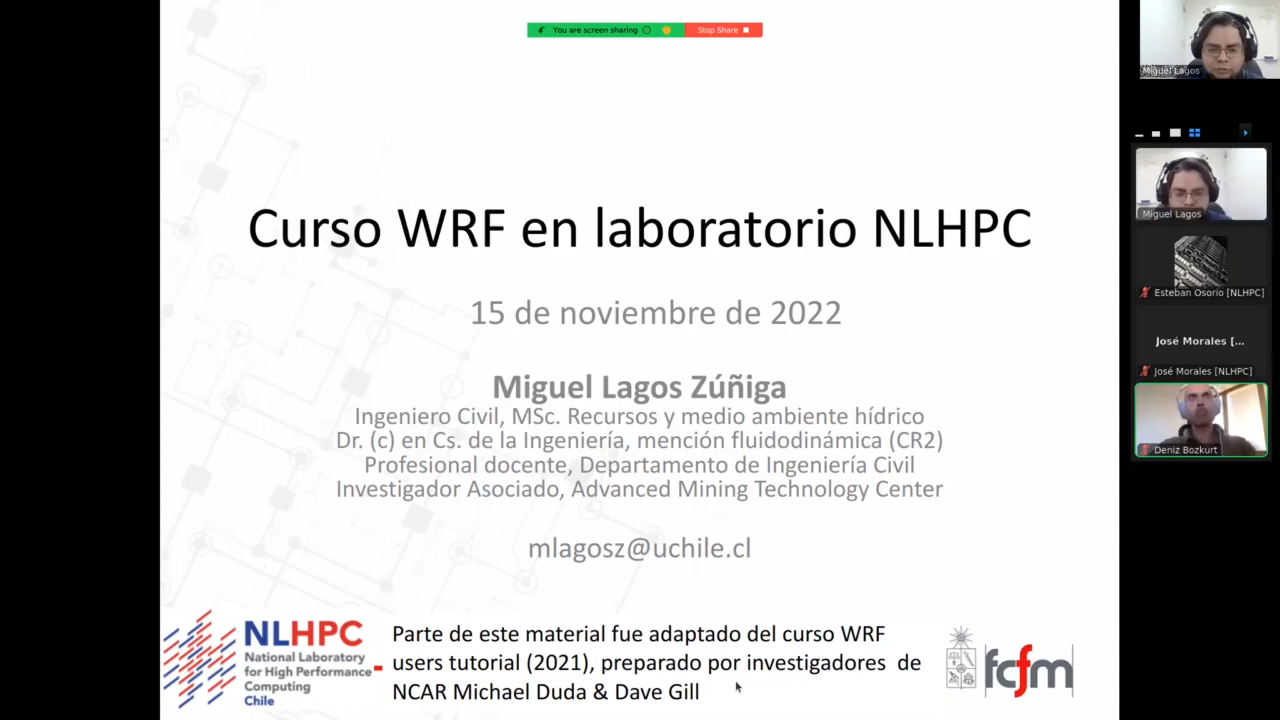 You are screen sharing
Stop Share
Curso WRF en laboratorio NLHPC
15 de noviembre de 2022
Miguel Lagos Zúñiga
Ingeniero Civil, MSc. Recursos y medio ambiente hídrico
Dr. (c) en Cs. de la Ingeniería, mención fluidodinámica (CR2)
Profesional docente, Departamento de Ingeniería Civil
Investigador Asociado, Advanced Mining Technology Center
mlagosz@uchile.cl
NLHPC
National Laboratory
for High Performance
Computing
Chile
Parte de este material fue adaptado del curso WRF
users tutorial (2021), preparado por investigadores de
NCAR Michael Duda & Dave Gill
fcfm
Miguel Lagos
Miguel Lagos
Esteban Osorio [NLHPC]
José Morales [...
José Morales [NLHPC]
Deniz Bozkurt